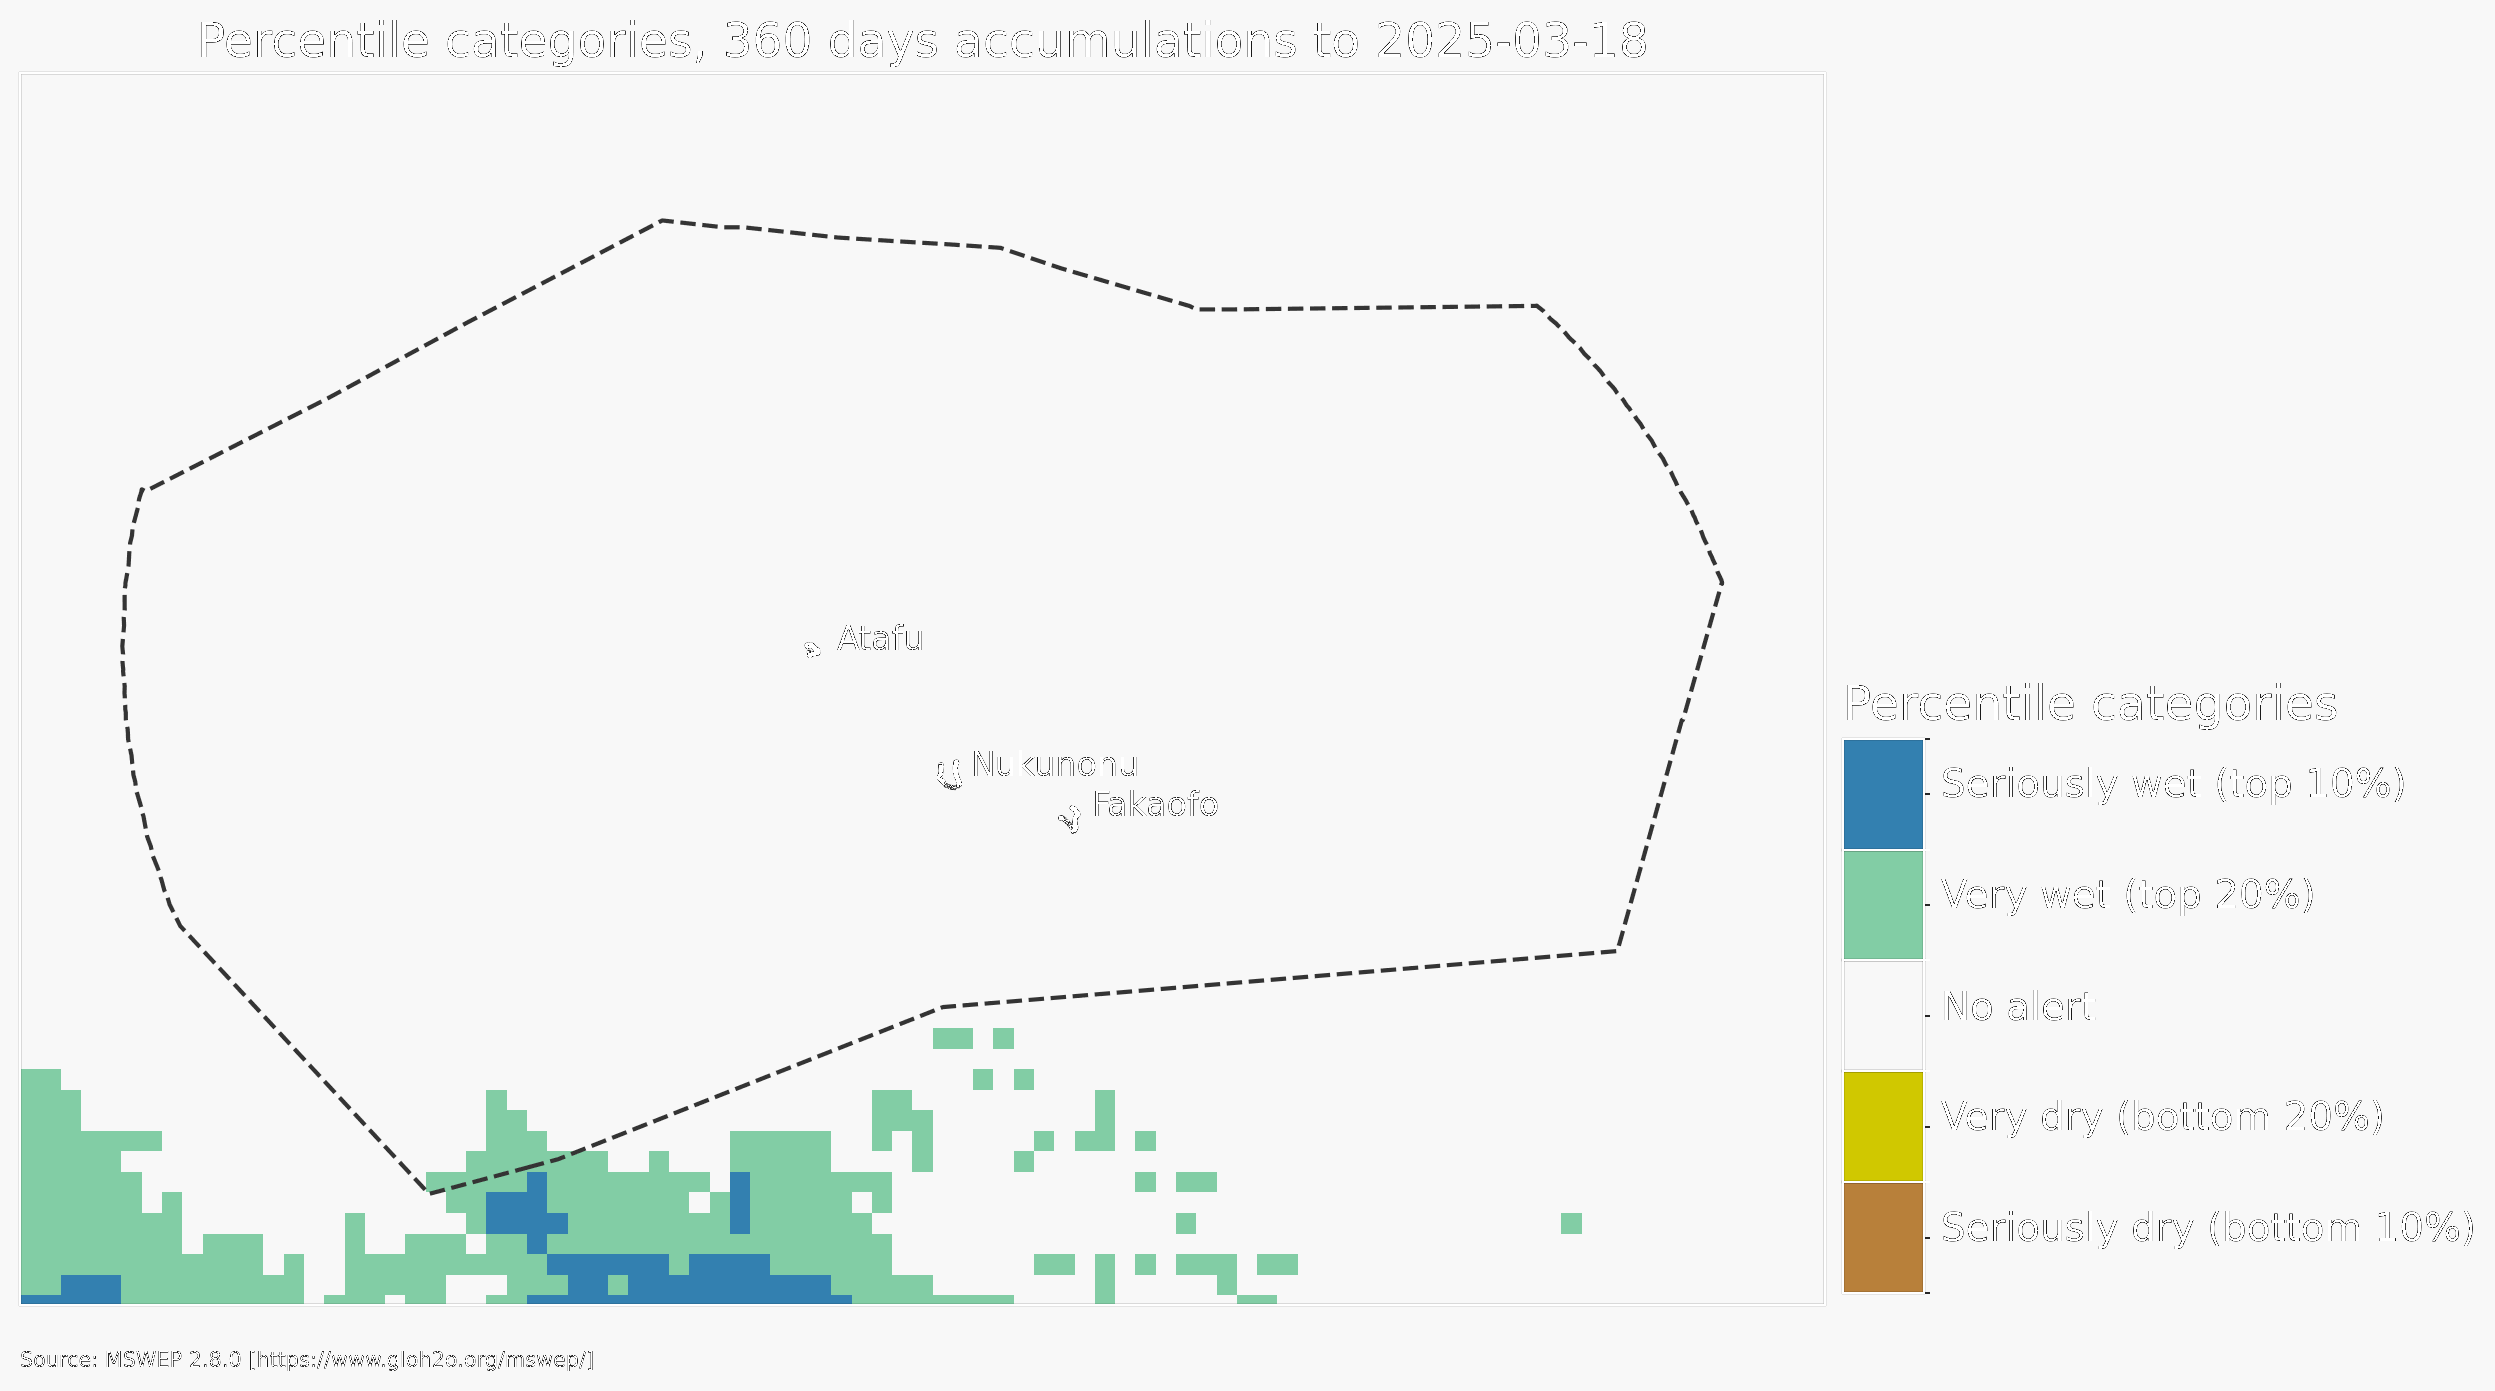 Percentile categories, 360 days accumulations to 2025-03-18
Atafu
Nukunonu
Fakaofo
Percentile categories
Seriously wet (top 10%)
Very wet (top 20%)
No alert
Very dry (bottom 20%)
Seriously dry (bottom 10%)
Source: MSWEP 2.8.0 [https://www.gloh2o.org/mswep/]